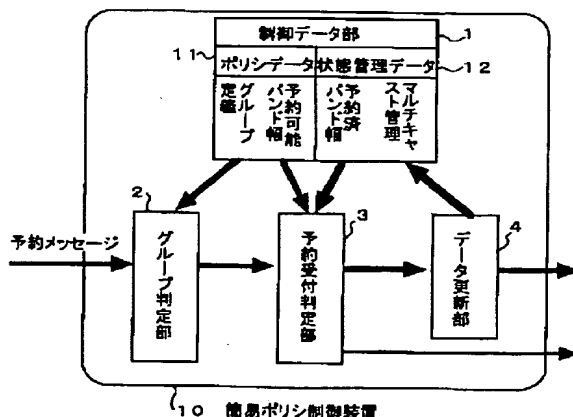 制御データ部
1
11
ポリシデータ
状態管理データ
12
グループ
定義
予約可能
バンド幅
予約済
バンド幅
マルチキャ
スト管理
2
3
4
予約メッセージ
グループ判定部
予約受付判定部
データ更新部
10 簡易ポリシ制御装置